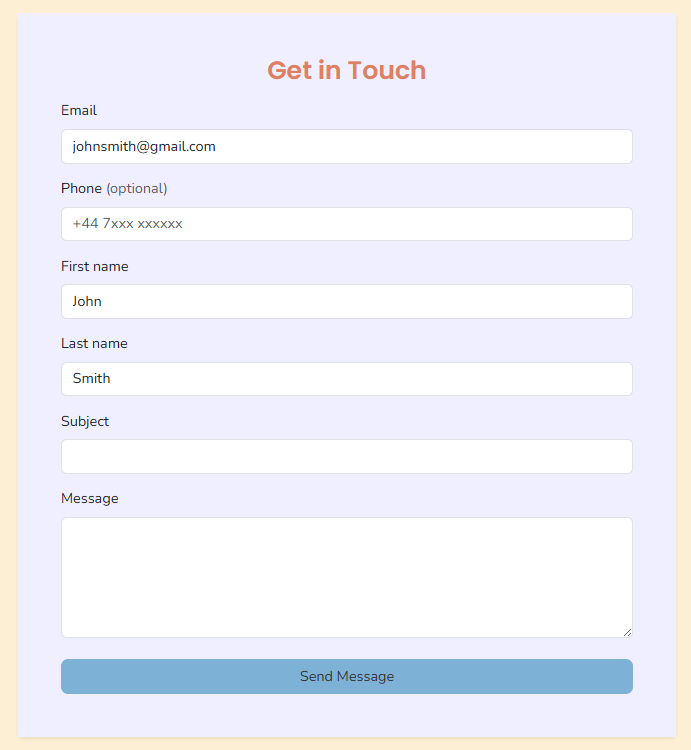 Get in Touch
Email
johnsmith@gmail.com
Phone (optional)
+44 7xxx xxxxxx
First name
John
Last name
Smith
Subject
Message
Send Message